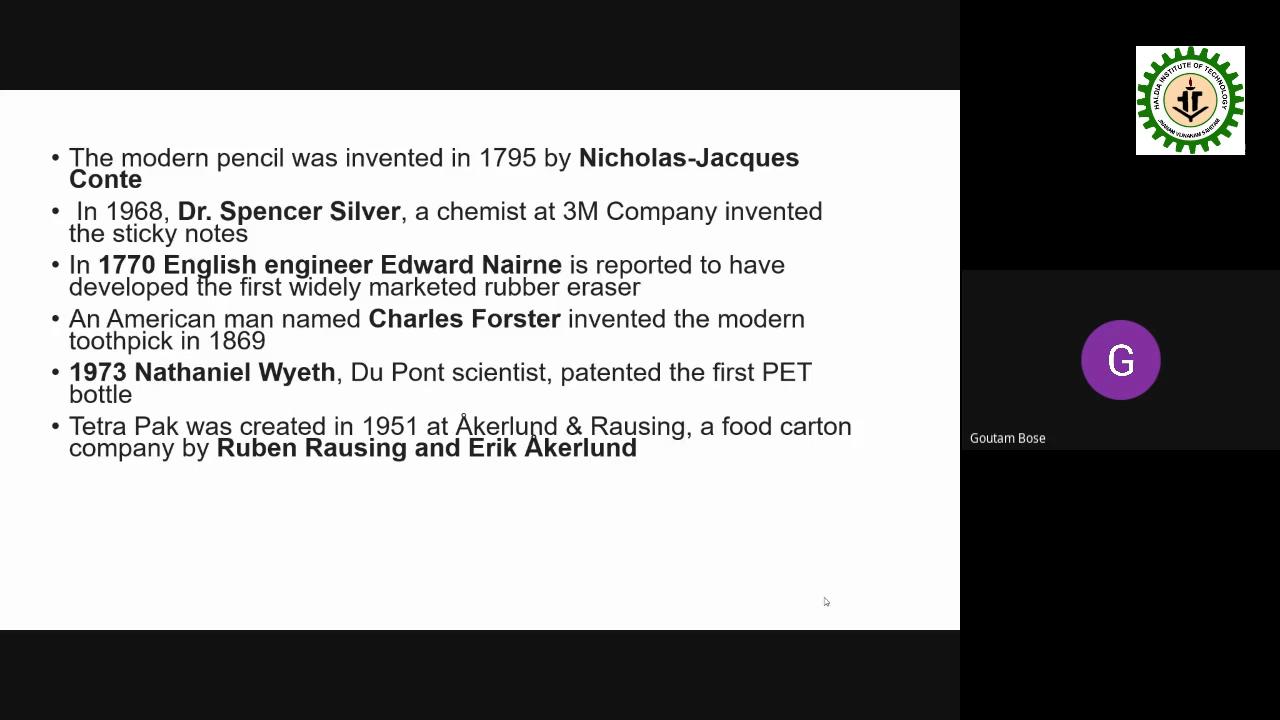 • The modern pencil was invented in 1795 by Nicholas-Jacques
Conte
• In 1968, Dr. Spencer Silver, a chemist at 3M Company invented
the sticky notes
• In 1770 English engineer Edward Nairne is reported to have
developed the first widely marketed rubber eraser
• An American man named Charles Forster invented the modern
toothpick in 1869
• 1973 Nathaniel Wyeth, Du Pont scientist, patented the first PET
bottle
• Tetra Pak was created in 1951 at Åkerlund & Rausing, a food carton
company by Ruben Rausing and Erik Åkerlund
HALDIA INSTITUTE OF TECHNOLOGY
G
Goutam Bose